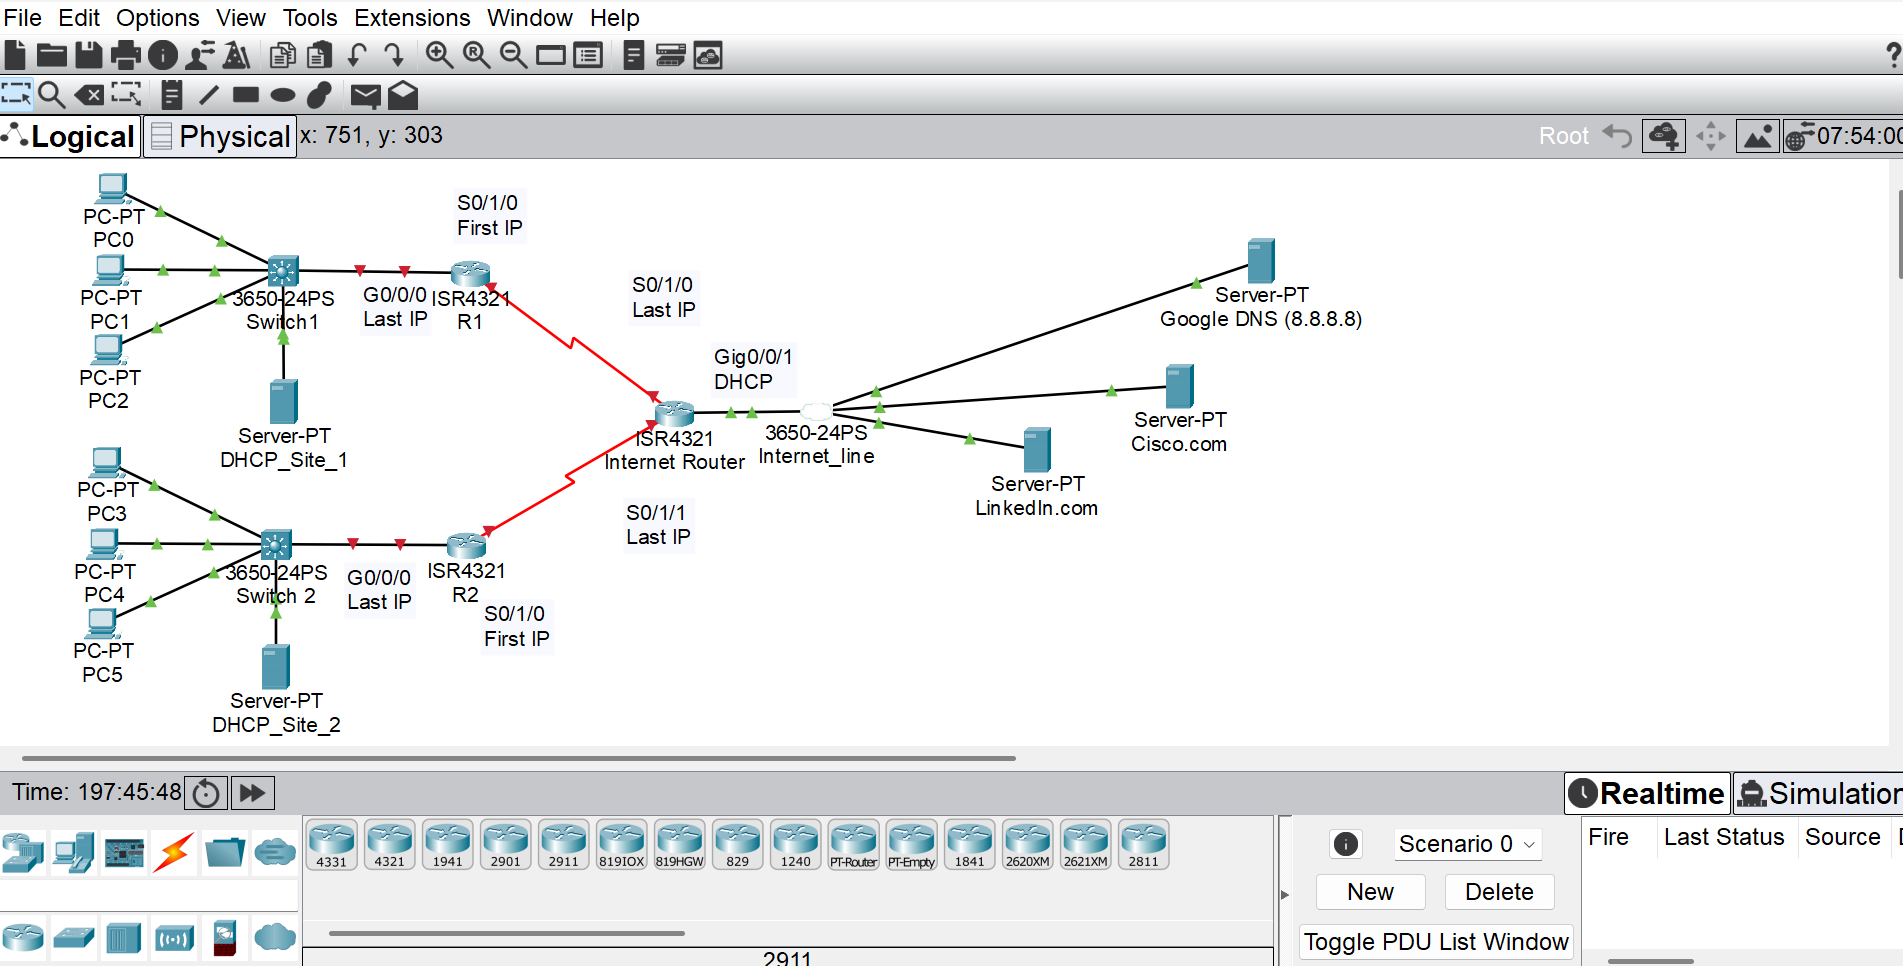 File Edit Options View Tools Extensions Window Help
?
Logical Physical x: 751, y: 303 Root 07:54:00
PC-PT
PC0
PC-PT
PC1
PC-PT
PC2
3650-24PS
Switch1
Server-PT
DHCP_Site_1
G0/0/0
Last IP
S0/1/0
First IP
ISR4321
R1
S0/1/0
Last IP
Gig0/0/1
DHCP
ISR4321
Internet Router
3650-24PS
Internet_line
Server-PT
Google DNS (8.8.8.8)
Server-PT
Cisco.com
Server-PT
LinkedIn.com
PC-PT
PC3
PC-PT
PC4
PC-PT
PC5
3650-24PS
Switch 2
Server-PT
DHCP_Site_2
G0/0/0
Last IP
ISR4321
R2
S0/1/0
First IP
S0/1/1
Last IP
Time: 197:45:48 Realtime Simulation
4331 4321 1941 2901 2911 819IOX 819HGW 829 1240 PT-Router PT-Empty 1841 2620XM 2621XM 2811
2911
Scenario 0
New Delete
Toggle PDU List Window
Fire Last Status Source